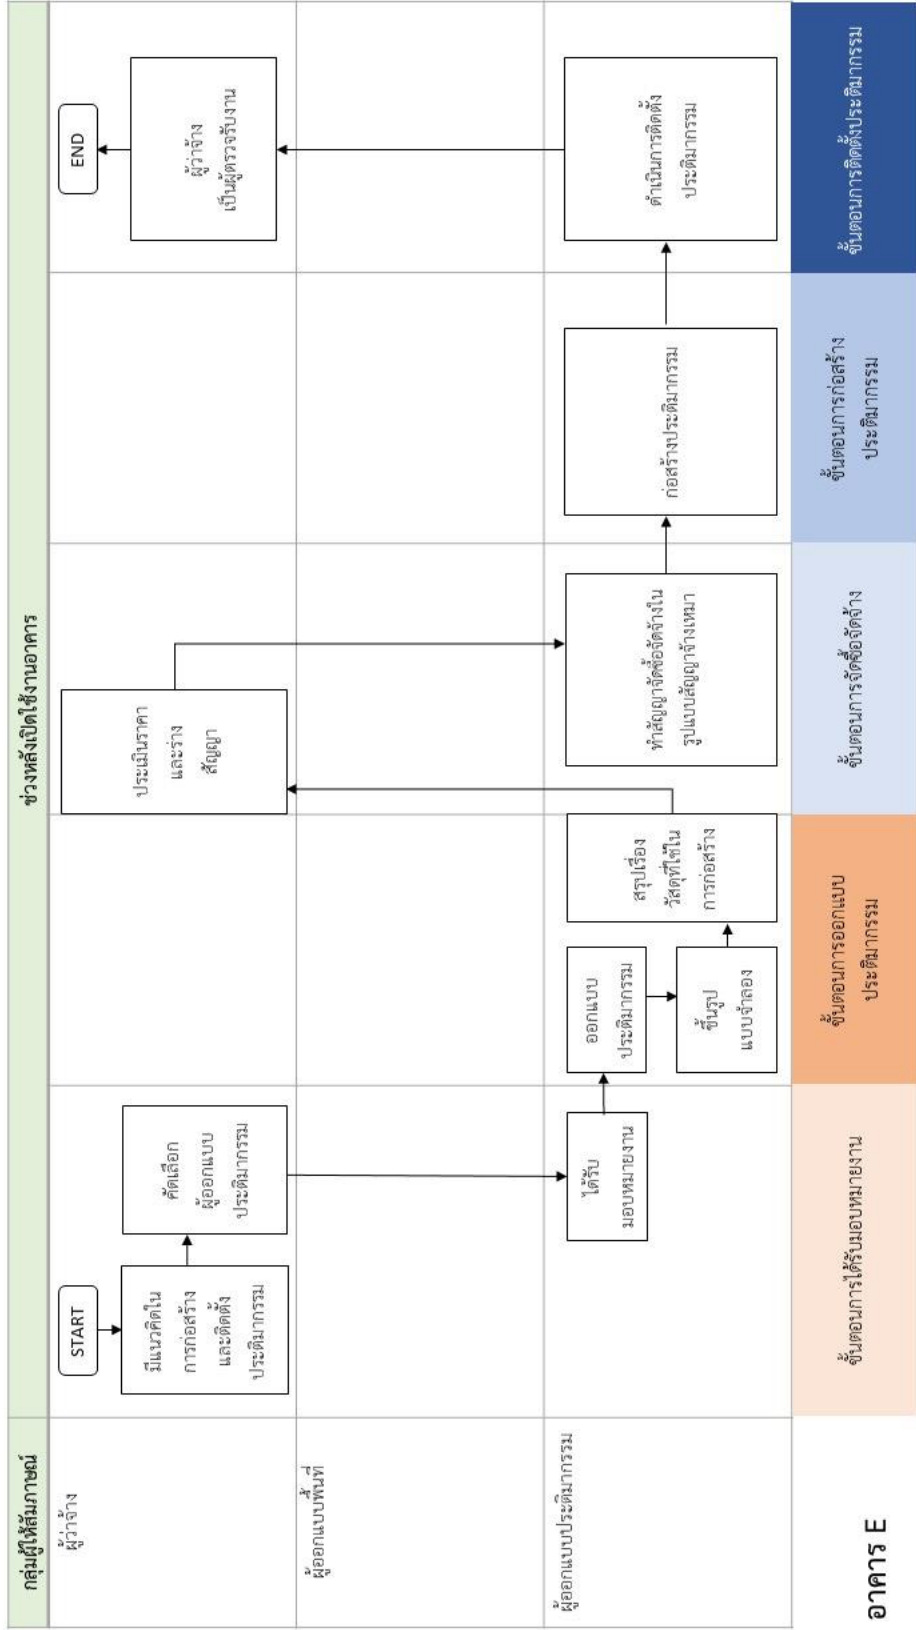 กลุ่มผู้ให้สัมภาษณ์
ช่วงหลังเปิดใช้งานอาคาร
ผู้ว่าจ้าง
START
มีแนวคิดใน
การก่อสร้าง
และติดตั้ง
ประติมากรรม
คัดเลือก
ผู้ออกแบบ
ประติมากรรม
ประเมินราคา
และร่าง
สัญญา
END
ผู้ว่าจ้าง
เป็นผู้ตรวจรับงาน
ผู้ออกแบบพื้นที่
ผู้ออกแบบประติมากรรม
ได้รับ
มอบหมายงาน
ออกแบบ
ประติมากรรม
ขึ้นรูป
แบบจำลอง
สรุปเรื่อง
วัสดุที่ใช้ใน
การก่อสร้าง
ทำสัญญาจัดซื้อจัดจ้างใน
รูปแบบสัญญาจ้างเหมา
ก่อสร้างประติมากรรม
ดำเนินการติดตั้ง
ประติมากรรม
อาคาร E
ขั้นตอนการได้รับมอบหมายงาน
ขั้นตอนการออกแบบ
ประติมากรรม
ขั้นตอนการจัดซื้อจัดจ้าง
ขั้นตอนการก่อสร้าง
ประติมากรรม
ขั้นตอนการติดตั้งประติมากรรม